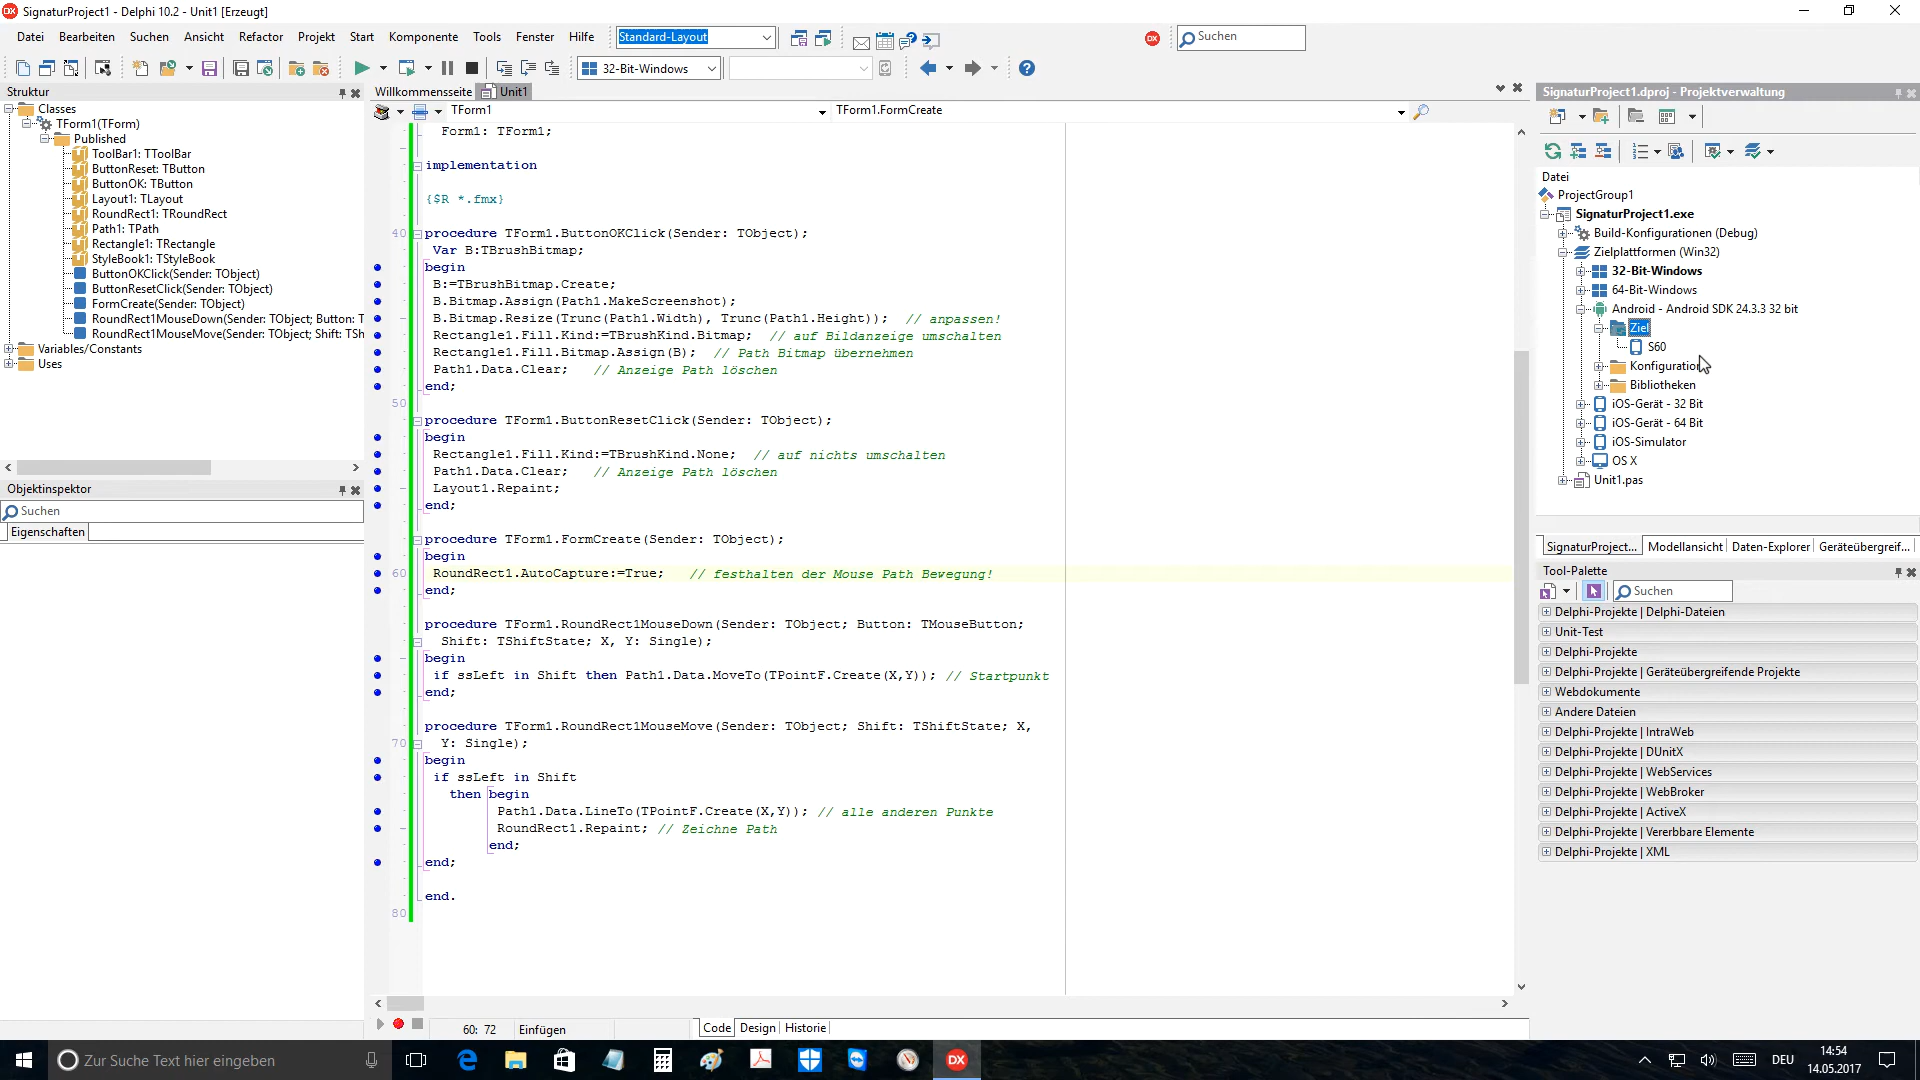 SignaturProject1 - Delphi 10.2 - Unit1 [Erzeugt]
Datei Bearbeiten Suchen Ansicht Refactor Projekt Start Komponente Tools Fenster Hilfe Standard-Layout DX Suchen
32-Bit-Windows
Struktur
Classes
TForm1(TForm)
Published
ToolBar1: TToolBar
ButtonReset: TButton
ButtonOK: TButton
Layout1: TLayout
RoundRect1: TRoundRect
Path1: TPath
Rectangle1: TRectangle
StyleBook1: TStyleBook
ButtonOKClick(Sender: TObject)
ButtonResetClick(Sender: TObject)
FormCreate(Sender: TObject)
RoundRect1MouseDown(Sender: TObject; Button: T
RoundRect1MouseMove(Sender: TObject; Shift: TSh
Variables/Constants
Uses
Objektinspektor
Suchen
Eigenschaften
Willkommensseite Unit1
TForm1 TForm1.FormCreate
Form1: TForm1;
implementation
{$R *.fmx}
40 procedure TForm1.ButtonOKClick(Sender: TObject);
Var B:TBrushBitmap;
begin
B:=TBrushBitmap.Create;
B.Bitmap.Assign(Path1.MakeScreenshot);
B.Bitmap.Resize(Trunc(Path1.Width), Trunc(Path1.Height)); // anpassen!
Rectangle1.Fill.Kind:=TBrushKind.Bitmap; // auf Bildanzeige umschalten
Rectangle1.Fill.Bitmap.Assign(B); // Path Bitmap übernehmen
Path1.Data.Clear; // Anzeige Path löschen
end;
50
procedure TForm1.ButtonResetClick(Sender: TObject);
begin
Rectangle1.Fill.Kind:=TBrushKind.None; // auf nichts umschalten
Path1.Data.Clear; // Anzeige Path löschen
Layout1.Repaint;
end;
procedure TForm1.FormCreate(Sender: TObject);
begin
60 RoundRect1.AutoCapture:=True; // festhalten der Mouse Path Bewegung!
end;
procedure TForm1.RoundRect1MouseDown(Sender: TObject; Button: TMouseButton;
Shift: TShiftState; X, Y: Single);
begin
if ssLeft in Shift then Path1.Data.MoveTo(TPointF.Create(X,Y)); // Startpunkt
end;
procedure TForm1.RoundRect1MouseMove(Sender: TObject; Shift: TShiftState; X,
70 Y: Single);
begin
if ssLeft in Shift
then begin
Path1.Data.LineTo(TPointF.Create(X,Y)); // alle anderen Punkte
RoundRect1.Repaint; // Zeichne Path
end;
end;
end.
80
60: 72 Einfügen Code Design Historie
SignaturProject1.dproj - Projektverwaltung
Datei
ProjectGroup1
SignaturProject1.exe
Build-Konfigurationen (Debug)
Zielplattformen (Win32)
32-Bit-Windows
64-Bit-Windows
Android - Android SDK 24.3.3 32 bit
Ziel
S60
Konfiguration
Bibliotheken
iOS-Gerät - 32 Bit
iOS-Gerät - 64 Bit
iOS-Simulator
OS X
Unit1.pas
SignaturProject... Modellansicht Daten-Explorer Geräteübergreif...
Tool-Palette
Suchen
Delphi-Projekte | Delphi-Dateien
Unit-Test
Delphi-Projekte
Delphi-Projekte | Geräteübergreifende Projekte
Webdokumente
Andere Dateien
Delphi-Projekte | IntraWeb
Delphi-Projekte | DUnitX
Delphi-Projekte | WebServices
Delphi-Projekte | WebBroker
Delphi-Projekte | ActiveX
Delphi-Projekte | Vererbbare Elemente
Delphi-Projekte | XML
Zur Suche Text hier eingeben DX DEU 14:54
14.05.2017